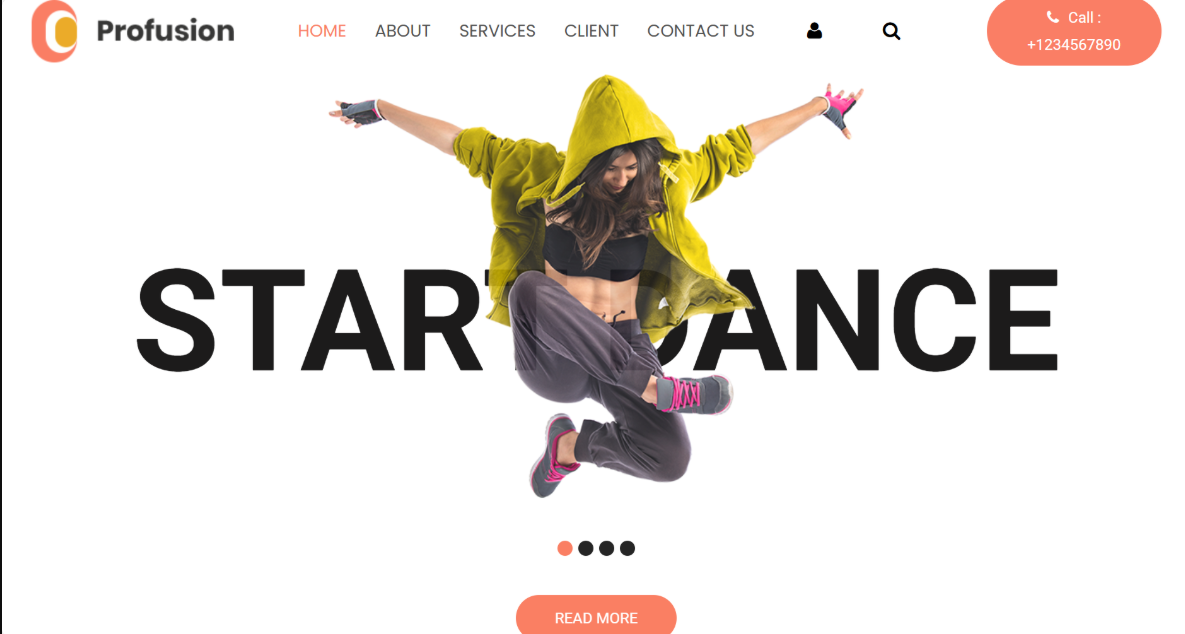 Profusion
HOME ABOUT SERVICES CLIENT CONTACT US
Call :
+1234567890
START DANCE
READ MORE